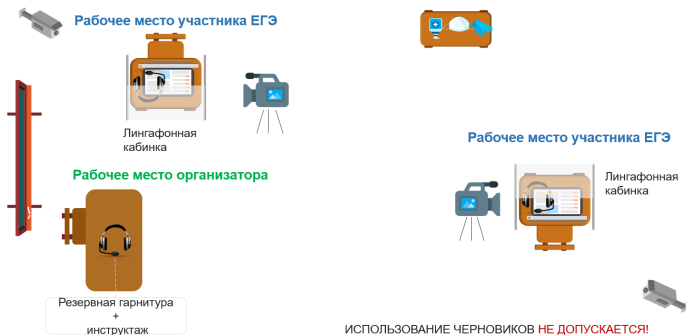 Рабочее место участника ЕГЭ
Лингафонная
кабинка
Рабочее место организатора
Резервная гарнитура
+
инструктаж
Рабочее место участника ЕГЭ
Лингафонная
кабинка
ИСПОЛЬЗОВАНИЕ ЧЕРНОВИКОВ НЕ ДОПУСКАЕТСЯ!